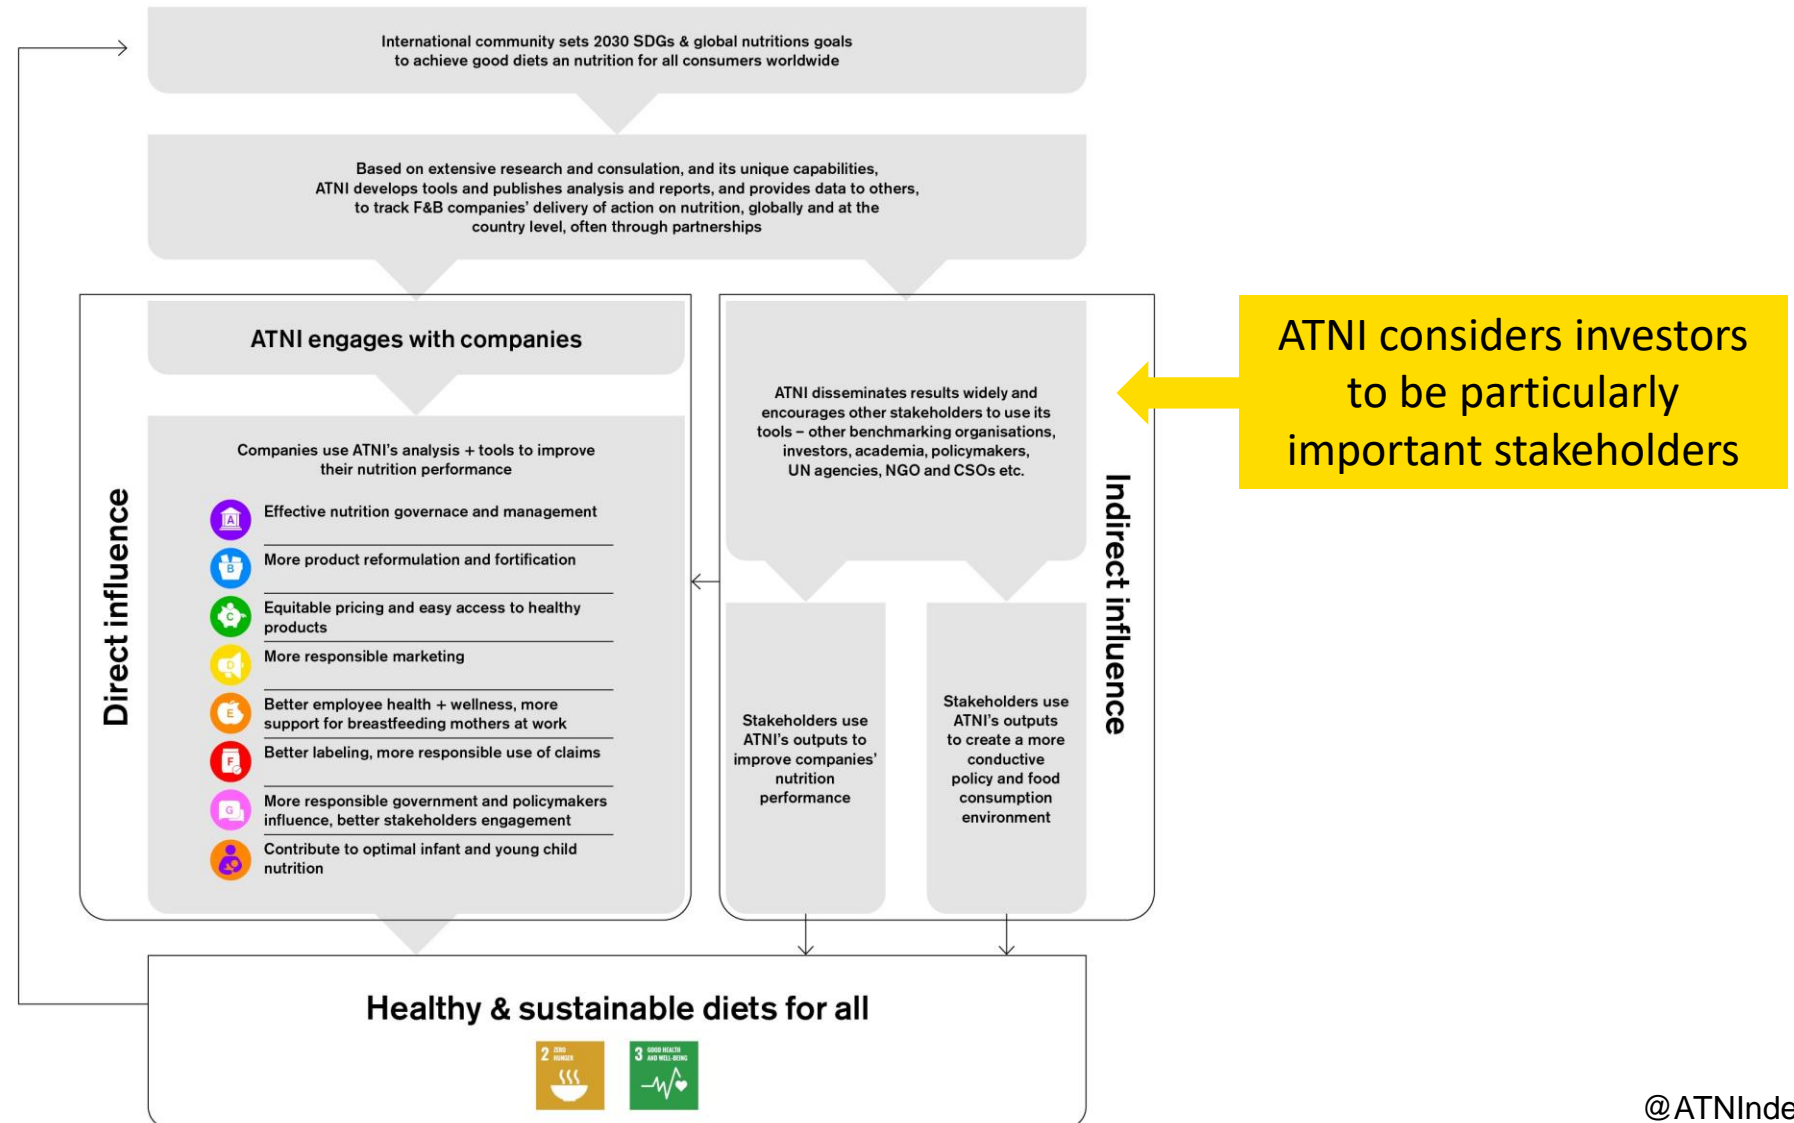 International community sets 2030 SDGs & global nutritions goals
to achieve good diets an nutrition for all consumers worldwide
Based on extensive research and consulation, and its unique capabilities,
ATNI develops tools and publishes analysis and reports, and provides data to others,
to track F&B companies' delivery of action on nutrition, globally and at the
country level, often through partnerships
Direct influence
ATNI engages with companies
Companies use ATNI's analysis + tools to improve
their nutrition performance
A
Effective nutrition governace and management
B
More product reformulation and fortification
C
Equitable pricing and easy access to healthy
products
D
More responsible marketing
E
Better employee health + wellness, more
support for breastfeeding mothers at work
F
Better labeling, more responsible use of claims
G
More responsible government and policymakers
influence, better stakeholders engagement
Contribute to optimal infant and young child
nutrition
ATNI disseminates results widely and
encourages other stakeholders to use its
tools – other benchmarking organisations,
investors, academia, policymakers,
UN agencies, NGO and CSOs etc.
Stakeholders use
ATNI's outputs to
improve companies'
nutrition
performance
Stakeholders use
ATNI's outputs
to create a more
conductive
policy and food
consumption
environment
Indirect influence
ATNI considers investors
to be particularly
important stakeholders
Healthy & sustainable diets for all
2 ZERO
HUNGER
3 GOOD HEALTH
AND WELL-BEING
@ATNInde